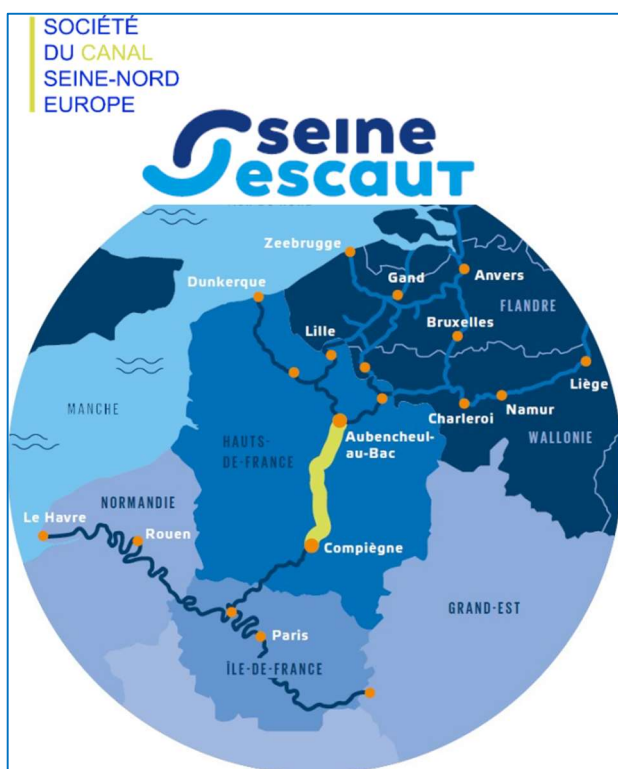 SOCIÉTÉ
DU CANAL
SEINE-NORD
EUROPE
seine
escaut
Zeebrugge
Dunkerque
Gand
Anvers
FLANDRE
Lille
Bruxelles
Liège
MANCHE
Charleroi
Namur
WALLONIE
Aubencheul-
au-Bac
HAUTS-
DE-FRANCE
NORMANDIE
Le Havre
Rouen
Compiègne
GRAND-EST
Paris
ÎLE-DE-FRANCE